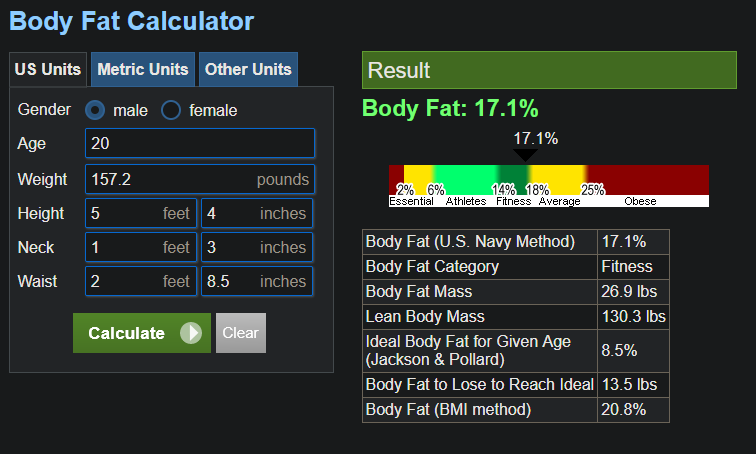 Body Fat Calculator
US Units Metric Units Other Units
Gender male female
Age 20
Weight 157.2 pounds
Height 5 feet 4 inches
Neck 1 feet 3 inches
Waist 2 feet 8.5 inches
Calculate Clear
Result
Body Fat: 17.1%
17.1%
2% 6% 14% 18% 25%
Essential Athletes Fitness Average Obese
Body Fat (U.S. Navy Method) 17.1%
Body Fat Category Fitness
Body Fat Mass 26.9 lbs
Lean Body Mass 130.3 lbs
Ideal Body Fat for Given Age
(Jackson & Pollard) 8.5%
Body Fat to Lose to Reach Ideal 13.5 lbs
Body Fat (BMI method) 20.8%